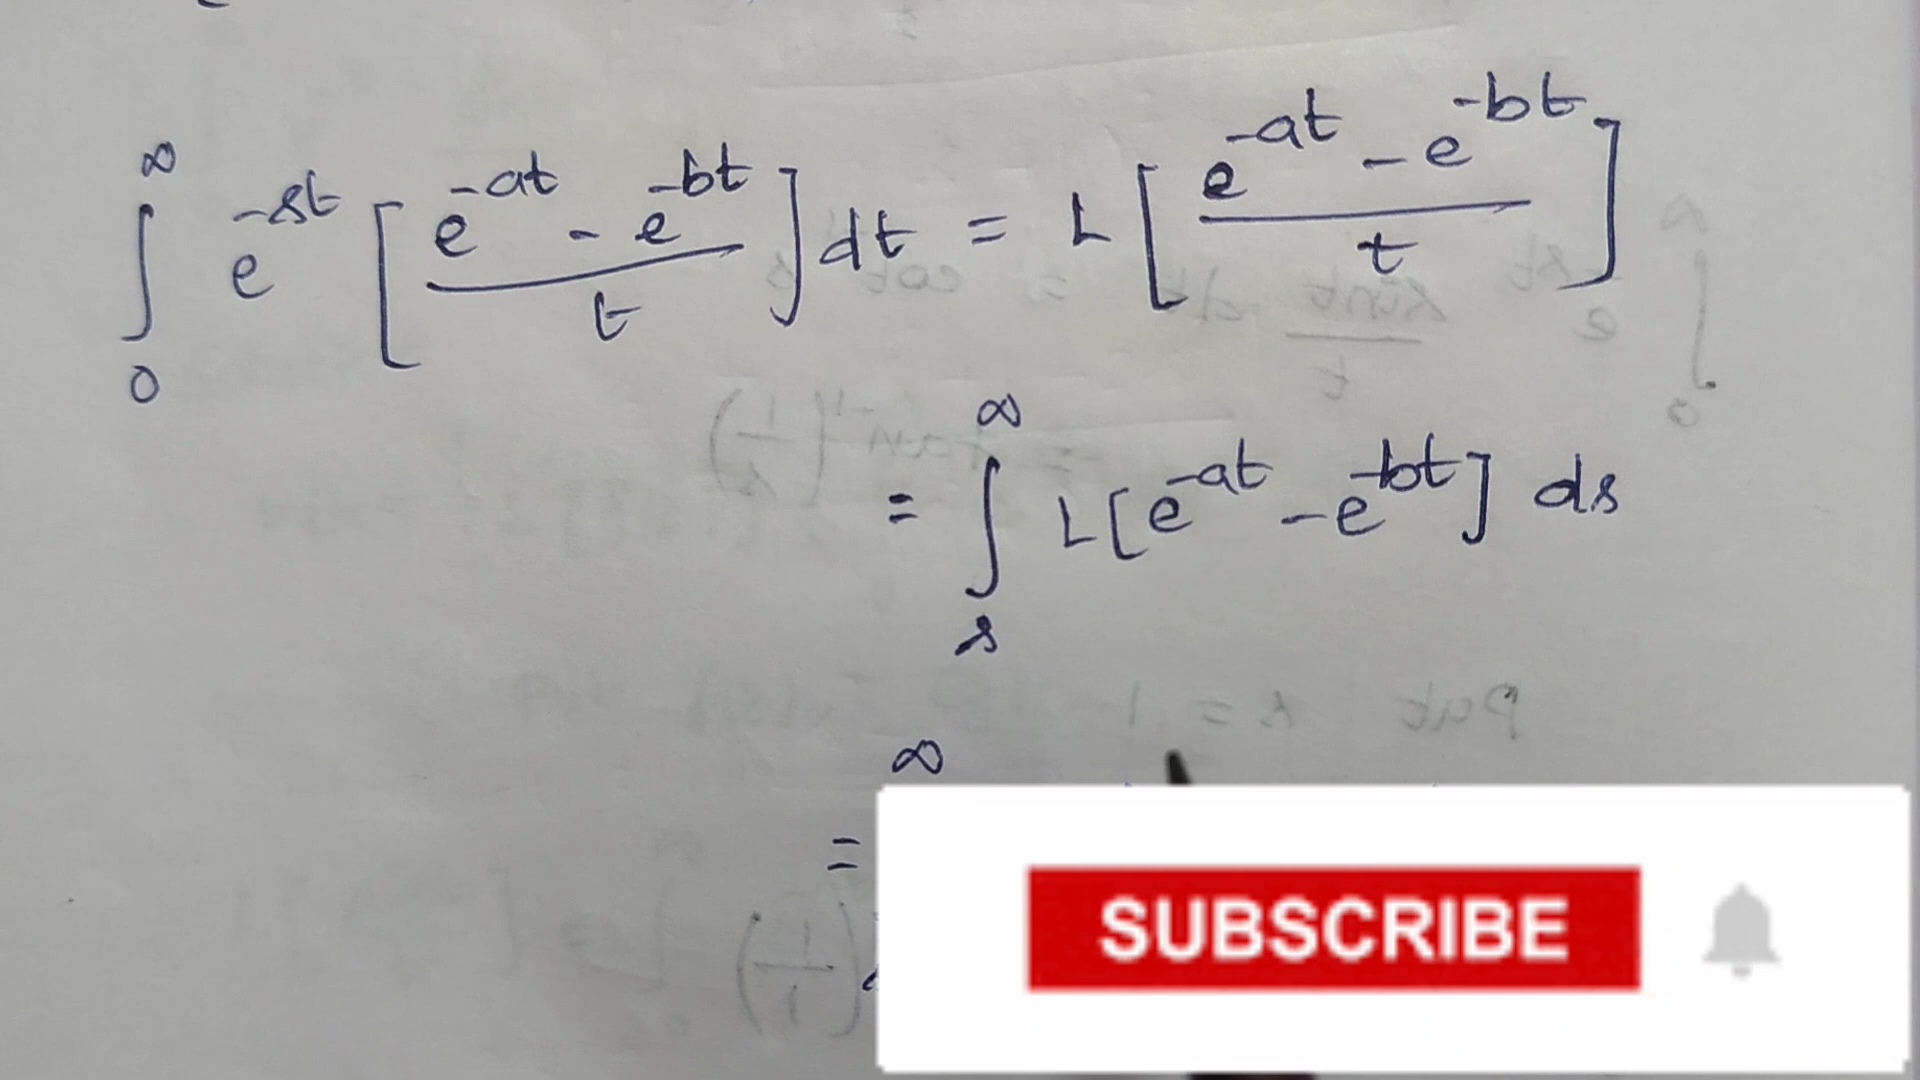 ∫₀^∞ e^{-st} [ (e^{-at} - e^{-bt}) / t ] dt = L [ (e^{-at} - e^{-bt}) / t ]
= ∫ₛ^∞ L[e^{-at} - e^{-bt}] ds
∞
=
SUBSCRIBE